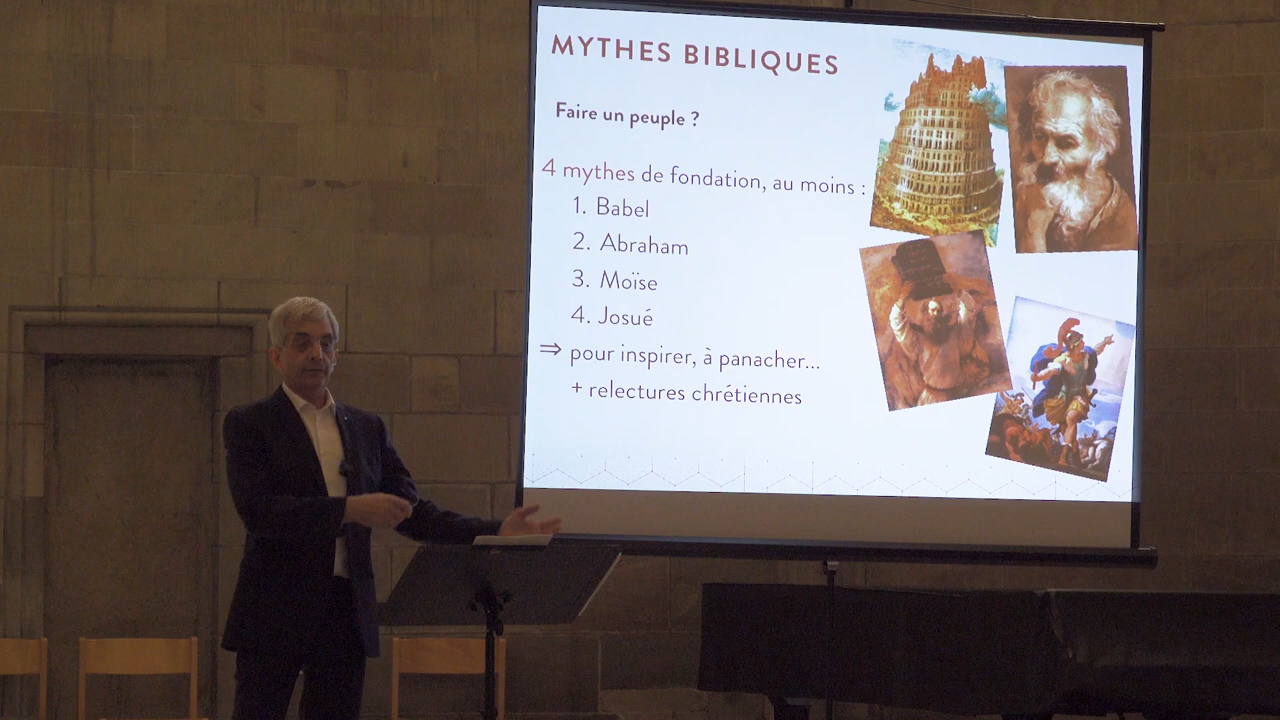 MYTHES BIBLIQUES
Faire un peuple ?
4 mythes de fondation, au moins :
1. Babel
2. Abraham
3. Moïse
4. Josué
⇒ pour inspirer, à panacher...
+ relectures chrétiennes